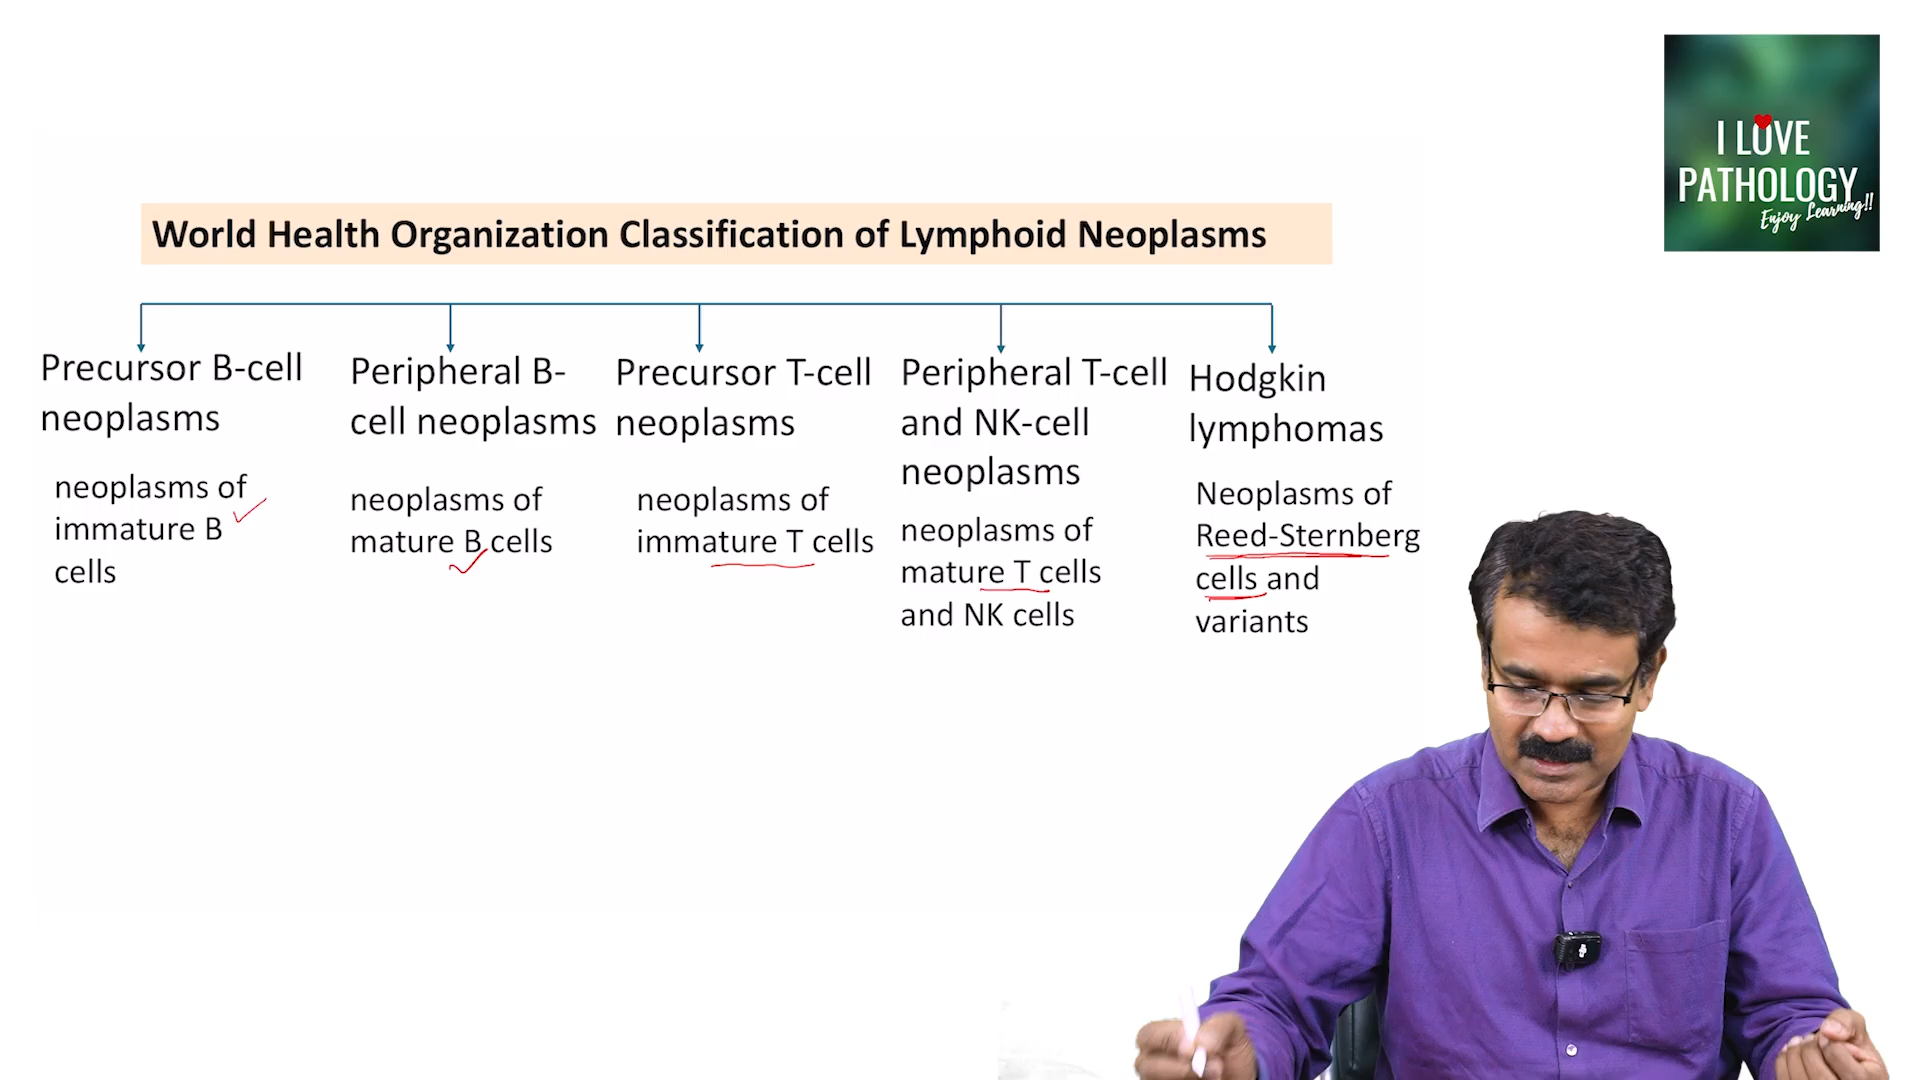 I LOVE
PATHOLOGY
Enjoy Learning!!
World Health Organization Classification of Lymphoid Neoplasms
Precursor B-cell
neoplasms
neoplasms of
immature B
cells
Peripheral B-
cell neoplasms
neoplasms of
mature B cells
Precursor T-cell
neoplasms
neoplasms of
immature T cells
Peripheral T-cell
and NK-cell
neoplasms
neoplasms of
mature T cells
and NK cells
Hodgkin
lymphomas
Neoplasms of
Reed-Sternberg
cells and
variants